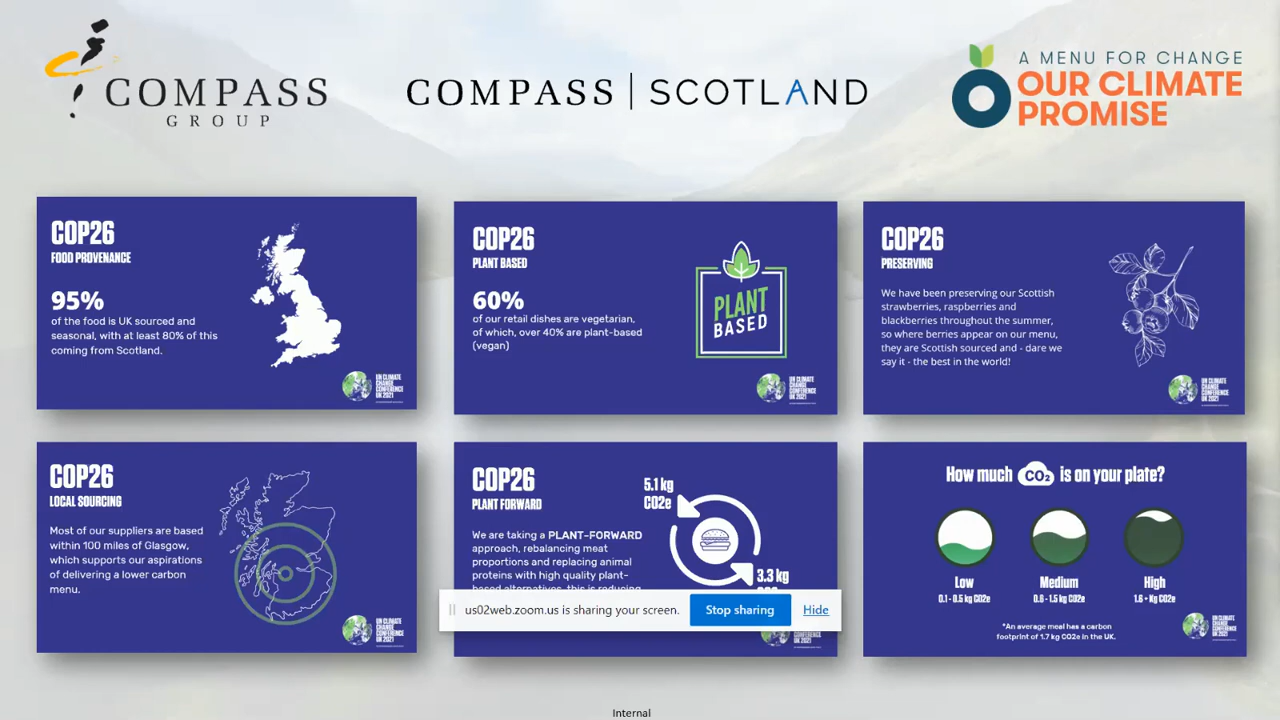 COMPASS
GROUP
COMPASS | SCOTLAND
A MENU FOR CHANGE
OUR CLIMATE
PROMISE
COP26
FOOD PROVENANCE
95%
of the food is UK sourced and
seasonal, with at least 80% of this
coming from Scotland.
UN CLIMATE
CHANGE
CONFERENCE
UK 2021
COP26
PLANT BASED
60%
of our retail dishes are vegetarian,
of which, over 40% are plant-based
(vegan)
PLANT
BASED
UN CLIMATE
CHANGE
CONFERENCE
UK 2021
COP26
PRESERVING
We have been preserving our Scottish
strawberries, raspberries and
blackberries throughout the summer,
so where berries appear on our menu,
they are Scottish sourced and - dare we
say it - the best in the world!
UN CLIMATE
CHANGE
CONFERENCE
UK 2021
COP26
LOCAL SOURCING
Most of our suppliers are based
within 100 miles of Glasgow,
which supports our aspirations
of delivering a lower carbon
menu.
UN CLIMATE
CHANGE
CONFERENCE
UK 2021
COP26
PLANT FORWARD
We are taking a PLANT-FORWARD
approach, rebalancing meat
proportions and replacing animal
proteins with high quality plant-
based alternatives, this is reducing
5.1 kg
CO2e
3.3 kg
us02web.zoom.us is sharing your screen.
Stop sharing
Hide
CONFERENCE
UK 2021
How much CO2 is on your plate?
Low
0.1 - 0.5 kg CO2e
Medium
0.6 - 1.5 kg CO2e
High
1.6 + Kg CO2e
*An average meal has a carbon
footprint of 1.7 kg CO2e in the UK.
UN CLIMATE
CHANGE
CONFERENCE
UK 2021
Internal